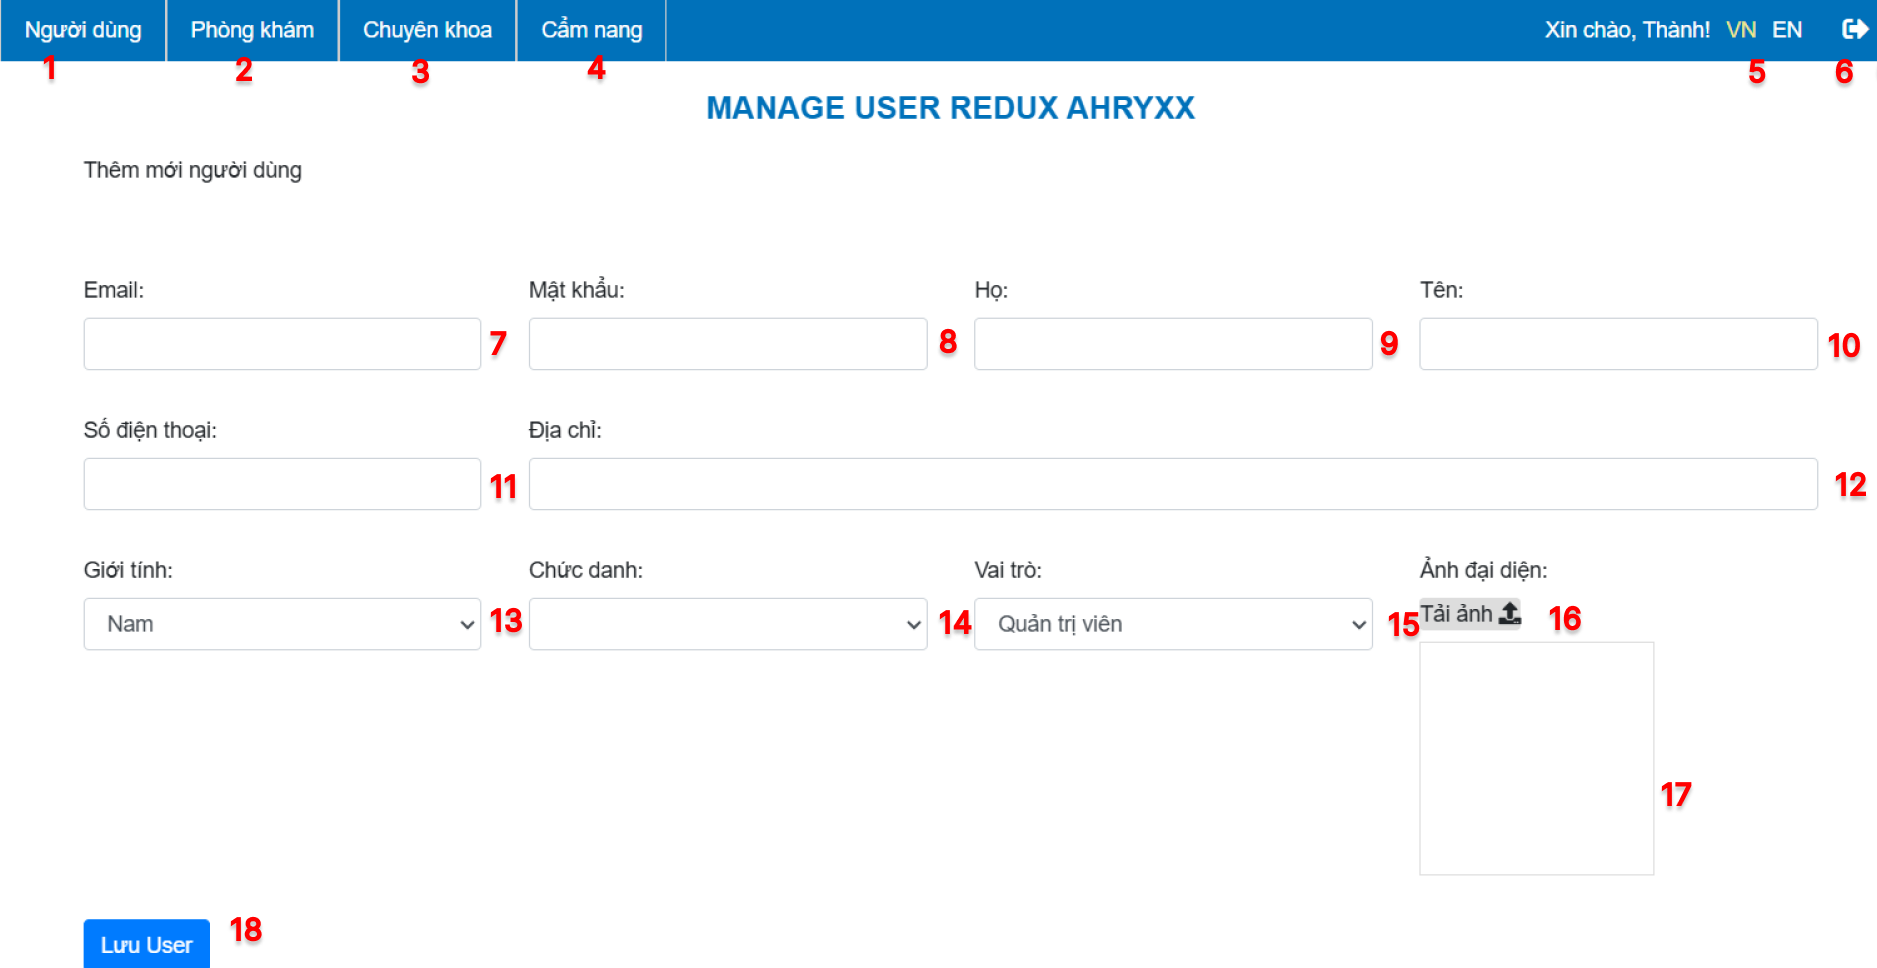 Người dùng Phòng khám Chuyên khoa Cẩm nang Xin chào, Thành! VN EN
1 2 3 4 5 6
MANAGE USER REDUX AHRYXX
Thêm mới người dùng
Email: Mật khẩu: Họ: Tên:
7 8 9 10
Số điện thoại: Địa chỉ:
11 12
Giới tính: Chức danh: Vai trò: Ảnh đại diện:
Nam 13 14 Quản trị viên 15 Tải ảnh 16
17
Lưu User 18